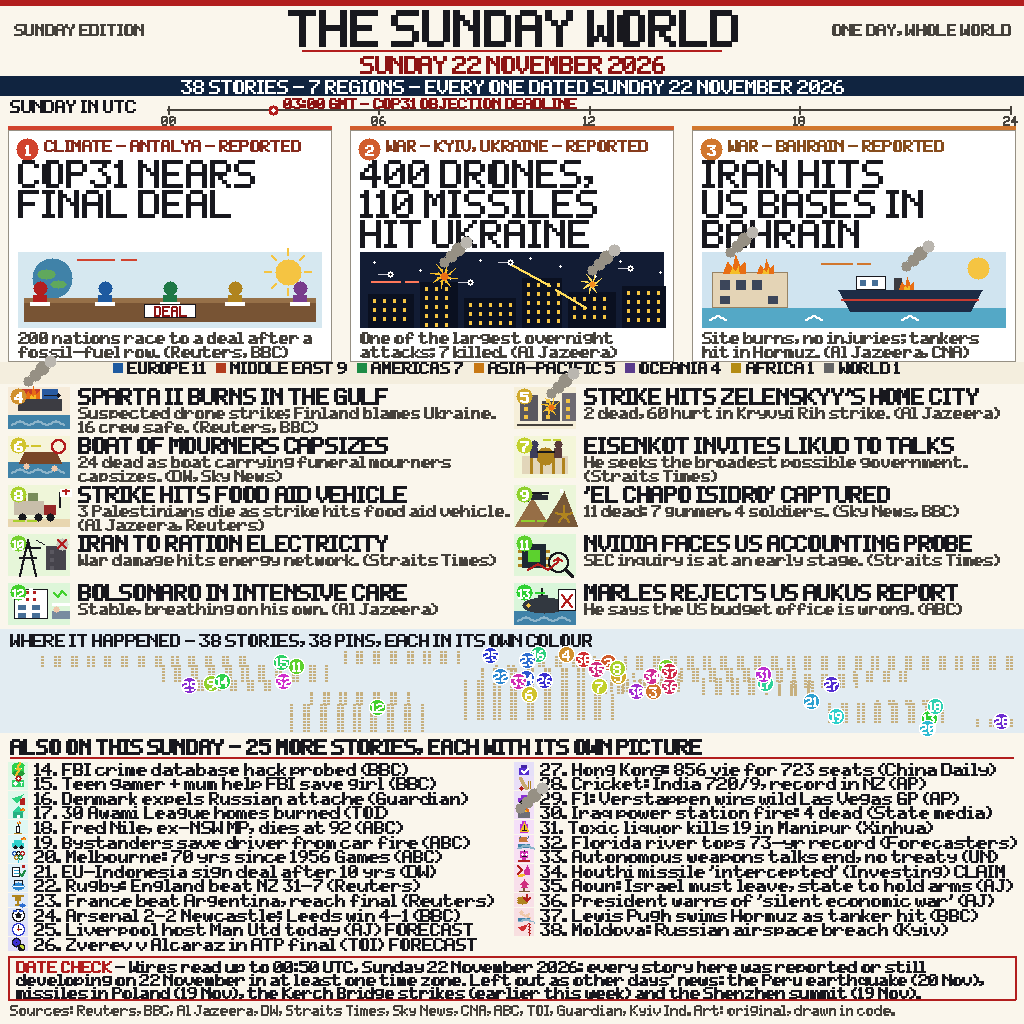 SUNDAY EDITION
THE SUNDAY WORLD
ONE DAY, WHOLE WORLD
SUNDAY 22 NOVEMBER 2026
38 STORIES – 7 REGIONS – EVERY ONE DATED SUNDAY 22 NOVEMBER 2026
SUNDAY IN UTC
03:00 GMT – COP31 OBJECTION DEADLINE
00 06 12 18 24
1 CLIMATE – ANTALYA – REPORTED
COP31 NEARS
FINAL DEAL
DEAL
200 nations race to a deal after a
fossil-fuel row. (Reuters, BBC)
2 WAR – KYIV, UKRAINE – REPORTED
400 DRONES,
110 MISSILES
HIT UKRAINE
One of the largest overnight
attacks; 7 killed. (Al Jazeera)
3 WAR – BAHRAIN – REPORTED
IRAN HITS
US BASES IN
BAHRAIN
Site burns, no injuries; tankers
hit in Hormuz. (Al Jazeera, CNA)
EUROPE 11 MIDDLE EAST 9 AMERICAS 7 ASIA-PACIFIC 5 OCEANIA 4 AFRICA 1 WORLD 1
4 SPARTA II BURNS IN THE GULF
Suspected drone strike; Finland blames Ukraine.
16 crew safe. (Reuters, BBC)
5 STRIKE HITS ZELENSKYY'S HOME CITY
2 dead, 60 hurt in Kryvyi Rih strike. (Al Jazeera)
6 BOAT OF MOURNERS CAPSIZES
24 dead as boat carrying funeral mourners
capsizes. (DW, Sky News)
7 EISENKOT INVITES LIKUD TO TALKS
He seeks the broadest possible government.
(Straits Times)
8 STRIKE HITS FOOD AID VEHICLE
3 Palestinians die as strike hits food aid vehicle.
(Al Jazeera, Reuters)
9 'EL CHAPO ISIDRO' CAPTURED
11 dead: 7 gunmen, 4 soldiers. (Sky News, BBC)
10 IRAN TO RATION ELECTRICITY
War damage hits energy network. (Straits Times)
11 NVIDIA FACES US ACCOUNTING PROBE
SEC inquiry is at an early stage. (Straits Times)
12 BOLSONARO IN INTENSIVE CARE
Stable, breathing on his own. (Al Jazeera)
13 MARLES REJECTS US AUKUS REPORT
He says the US budget office is wrong. (ABC)
WHERE IT HAPPENED – 38 STORIES, 38 PINS, EACH IN ITS OWN COLOUR
ALSO ON THIS SUNDAY – 25 MORE STORIES, EACH WITH ITS OWN PICTURE
14. FBI crime database hack probed (BBC)
15. Teen gamer + mum help FBI save girl (BBC)
16. Denmark expels Russian attache (Guardian)
17. 30 Awami League homes burned (TOI)
18. Fred Nile, ex-NSW MP, dies at 92 (ABC)
19. Bystanders save driver from car fire (ABC)
20. Melbourne: 70 yrs since 1956 Games (ABC)
21. EU-Indonesia sign deal after 10 yrs (DW)
22. Rugby: England beat NZ 31-7 (Reuters)
23. France beat Argentina, reach final (Reuters)
24. Arsenal 2-2 Newcastle; Leeds win 4-1 (BBC)
25. Liverpool host Man Utd today (AJ) FORECAST
26. Zverev v Alcaraz in ATP final (TOI) FORECAST
27. Hong Kong: 856 vie for 723 seats (China Daily)
28. Cricket: India 720/9, record in NZ (AP)
29. F1: Verstappen wins wild Las Vegas GP (AP)
30. Iraq power station fire: 4 dead (State media)
31. Toxic liquor kills 19 in Manipur (Xinhua)
32. Florida river tops 73-yr record (Forecasters)
33. Autonomous weapons talks end, no treaty (UN)
34. Houthi missile 'intercepted' (Investing) CLAIM
35. Aoun: Israel must leave, state to hold arms (AJ)
36. President warns of 'silent economic war' (AJ)
37. Lewis Pugh swims Hormuz as tanker hit (BBC)
38. Moldova: Russian airspace breach (Kyiv)
DATE CHECK – Wires read up to 00:50 UTC, Sunday 22 November 2026: every story here was reported or still
developing on 22 November in at least one time zone. Left out as other days' news: the Peru earthquake (20 Nov),
missiles in Poland (19 Nov), the Kerch Bridge strikes (earlier this week) and the Shenzhen summit (19 Nov).
Sources: Reuters, BBC, Al Jazeera, DW, Straits Times, Sky News, CNA, ABC, TOI, Guardian, Kyiv Ind. Art: original, drawn in code.